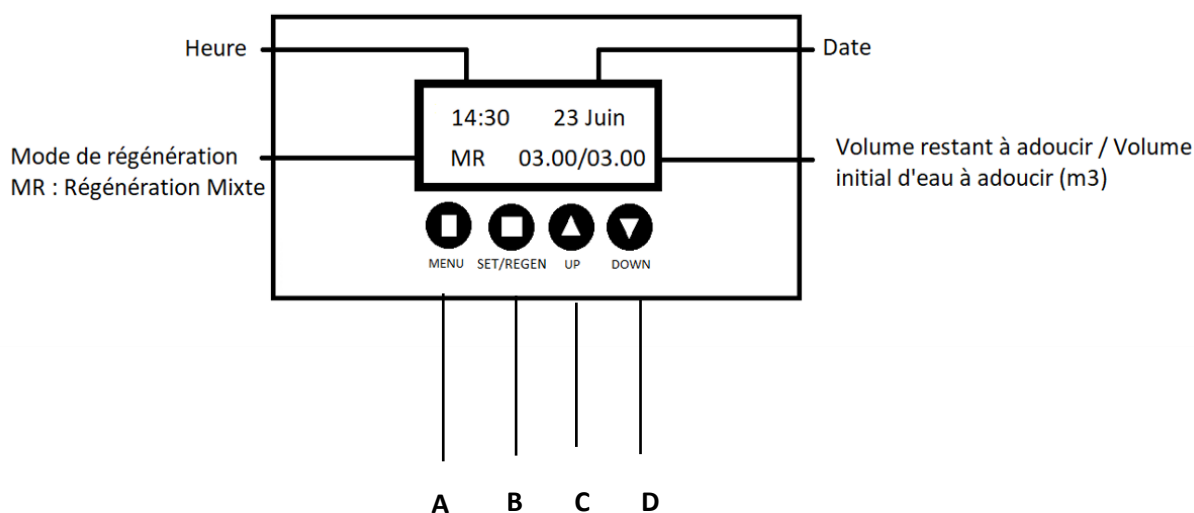 Heure
Date
14:30 23 Juin
MR 03.00/03.00
Mode de régénération
MR : Régénération Mixte
Volume restant à adoucir / Volume
initial d'eau à adoucir (m3)
MENU SET/REGEN UP DOWN
A B C D